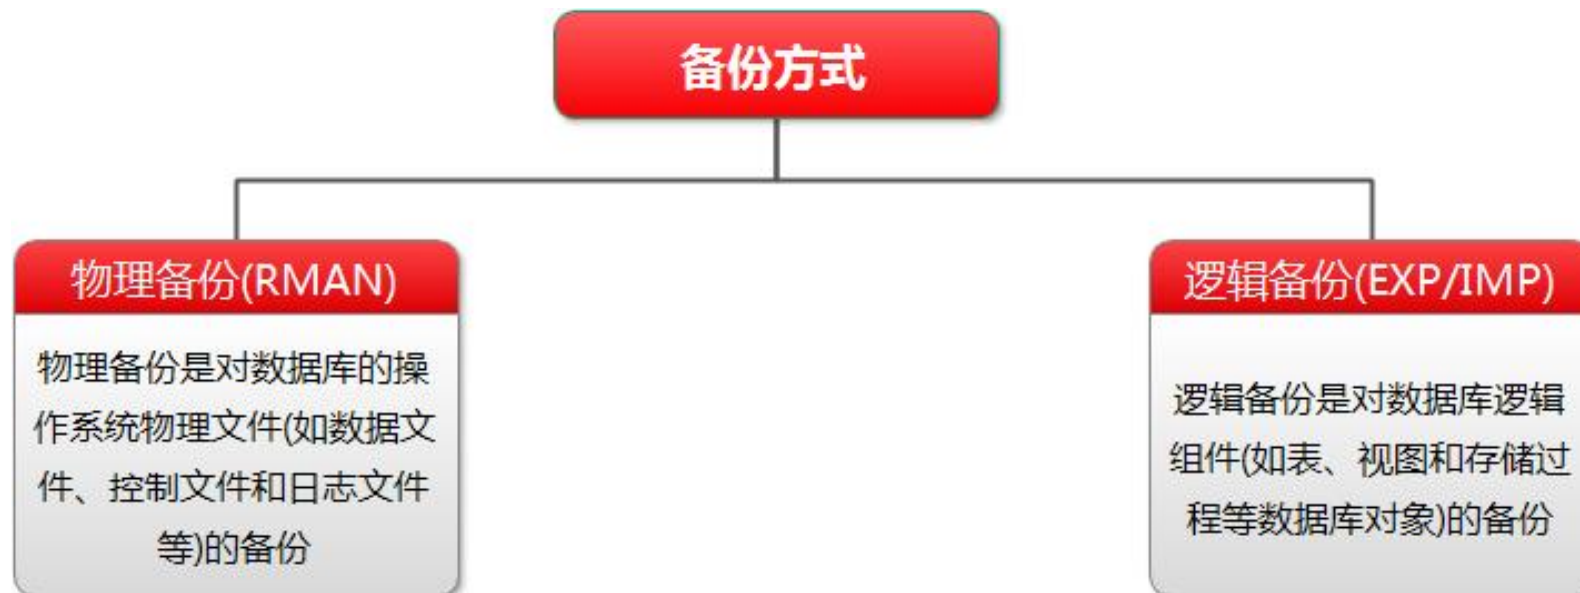 备份方式
物理备份(RMAN)
物理备份是对数据库的操
作系统物理文件(如数据文
件、控制文件和日志文件
等)的备份
逻辑备份(EXP/IMP)
逻辑备份是对数据库逻辑
组件(如表、视图和存储过
程等数据库对象)的备份